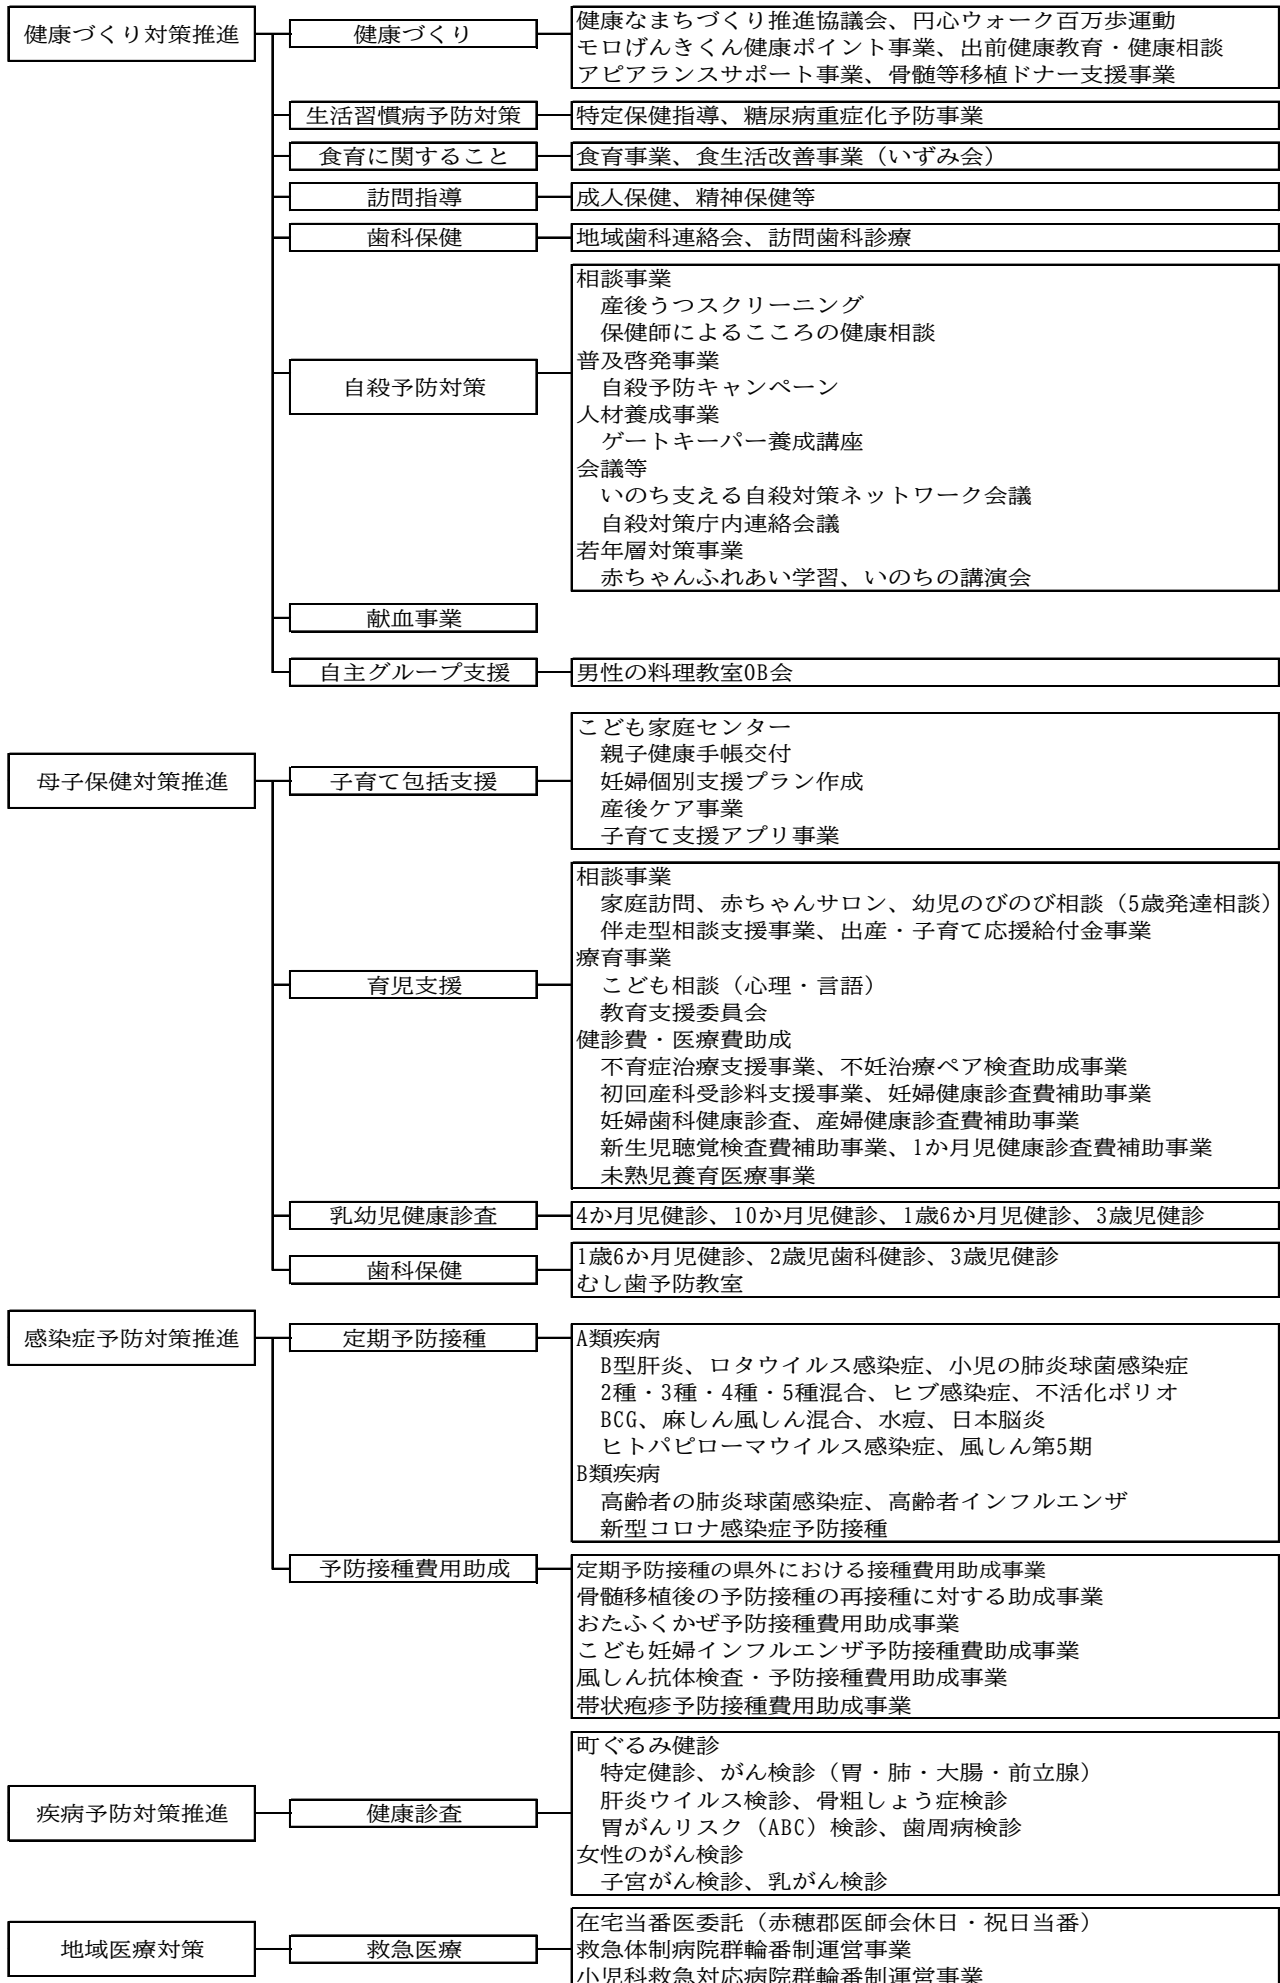 健康づくり対策推進
健康づくり
健康なまちづくり推進協議会、円心ウォーク百万歩運動
モロげんきくん健康ポイント事業、出前健康教育・健康相談
アピアランスサポート事業、骨髄等移植ドナー支援事業
生活習慣病予防対策
特定保健指導、糖尿病重症化予防事業
食育に関すること
食育事業、食生活改善事業（いずみ会）
訪問指導
成人保健、精神保健等
歯科保健
地域歯科連絡会、訪問歯科診療
自殺予防対策
相談事業
産後うつスクリーニング
保健師によるこころの健康相談
普及啓発事業
自殺予防キャンペーン
人材養成事業
ゲートキーパー養成講座
会議等
いのち支える自殺対策ネットワーク会議
自殺対策庁内連絡会議
若年層対策事業
赤ちゃんふれあい学習、いのちの講演会
献血事業
自主グループ支援
男性の料理教室OB会
母子保健対策推進
子育て包括支援
こども家庭センター
親子健康手帳交付
妊婦個別支援プラン作成
産後ケア事業
子育て支援アプリ事業
育児支援
相談事業
家庭訪問、赤ちゃんサロン、幼児のびのび相談（5歳発達相談）
伴走型相談支援事業、出産・子育て応援給付金事業
療育事業
こども相談（心理・言語）
教育支援委員会
健診費・医療費助成
不育症治療支援事業、不妊治療ペア検査助成事業
初回産科受診料支援事業、妊婦健康診査費補助事業
妊婦歯科健康診査、産婦健康診査費補助事業
新生児聴覚検査費補助事業、1か月児健康診査費補助事業
未熟児養育医療事業
乳幼児健康診査
4か月児健診、10か月児健診、1歳6か月児健診、3歳児健診
歯科保健
1歳6か月児健診、2歳児歯科健診、3歳児健診
むし歯予防教室
感染症予防対策推進
定期予防接種
A類疾病
B型肝炎、ロタウイルス感染症、小児の肺炎球菌感染症
2種・3種・4種・5種混合、ヒブ感染症、不活化ポリオ
BCG、麻しん風しん混合、水痘、日本脳炎
ヒトパピローマウイルス感染症、風しん第5期
B類疾病
高齢者の肺炎球菌感染症、高齢者インフルエンザ
新型コロナ感染症予防接種
予防接種費用助成
定期予防接種の県外における接種費用助成事業
骨髄移植後の予防接種の再接種に対する助成事業
おたふくかぜ予防接種費用助成事業
こども妊婦インフルエンザ予防接種費助成事業
風しん抗体検査・予防接種費用助成事業
帯状疱疹予防接種費用助成事業
疾病予防対策推進
健康診査
町ぐるみ健診
特定健診、がん検診（胃・肺・大腸・前立腺）
肝炎ウイルス検診、骨粗しょう症検診
胃がんリスク（ABC）検診、歯周病検診
女性のがん検診
子宮がん検診、乳がん検診
地域医療対策
救急医療
在宅当番医委託（赤穂郡医師会休日・祝日当番）
救急体制病院群輪番制運営事業
小児科救急対応病院群輪番制運営事業